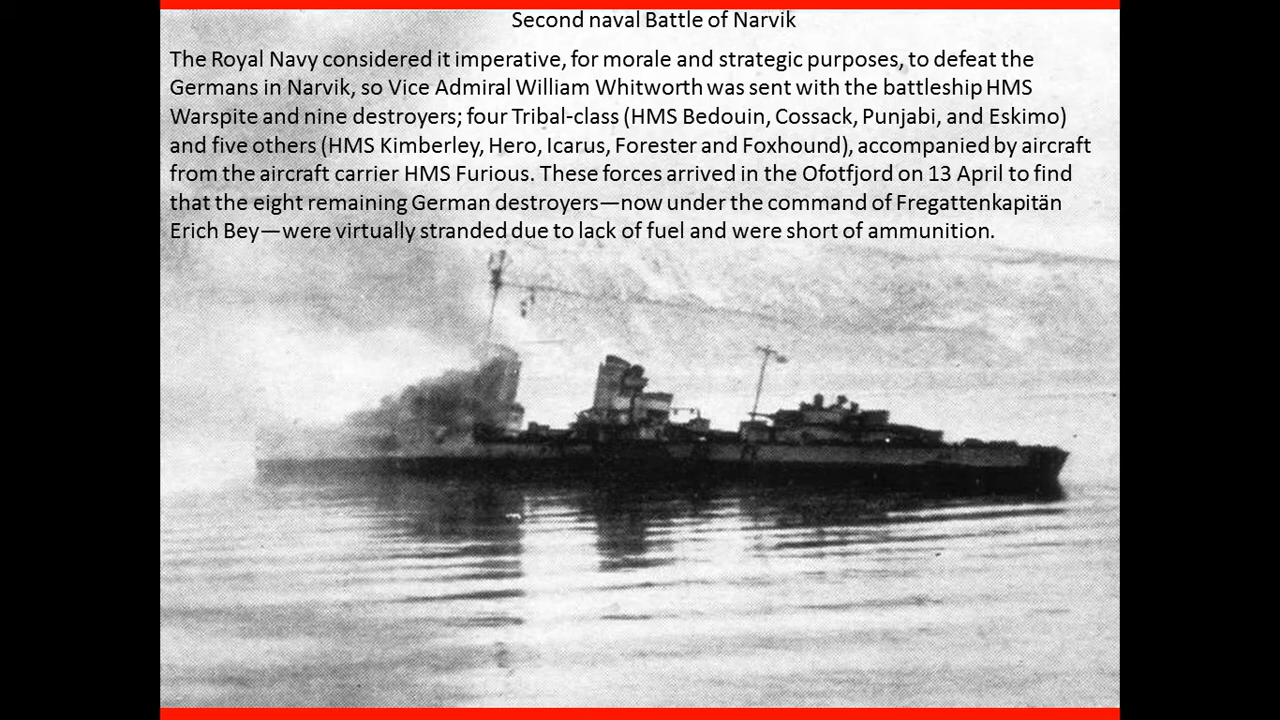 Second naval Battle of Narvik
The Royal Navy considered it imperative, for morale and strategic purposes, to defeat the
Germans in Narvik, so Vice Admiral William Whitworth was sent with the battleship HMS
Warspite and nine destroyers; four Tribal-class (HMS Bedouin, Cossack, Punjabi, and Eskimo)
and five others (HMS Kimberley, Hero, Icarus, Forester and Foxhound), accompanied by aircraft
from the aircraft carrier HMS Furious. These forces arrived in the Ofotfjord on 13 April to find
that the eight remaining German destroyers—now under the command of Fregattenkapitän
Erich Bey—were virtually stranded due to lack of fuel and were short of ammunition.